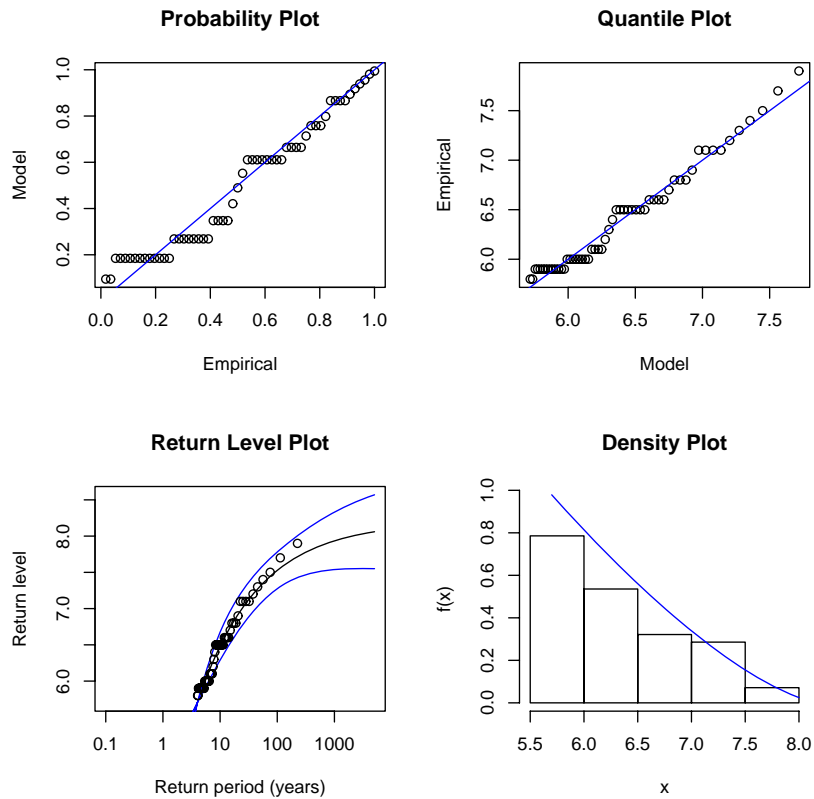 Probability Plot
Model
0.2 0.4 0.6 0.8 1.0
0.0 0.2 0.4 0.6 0.8 1.0
Empirical
Quantile Plot
Empirical
6.0 6.5 7.0 7.5
6.0 6.5 7.0 7.5
Model
Return Level Plot
Return level
6.0 7.0 8.0
0.1 1 10 100 1000
Return period (years)
Density Plot
f(x)
0.0 0.2 0.4 0.6 0.8 1.0
5.5 6.0 6.5 7.0 7.5 8.0
x